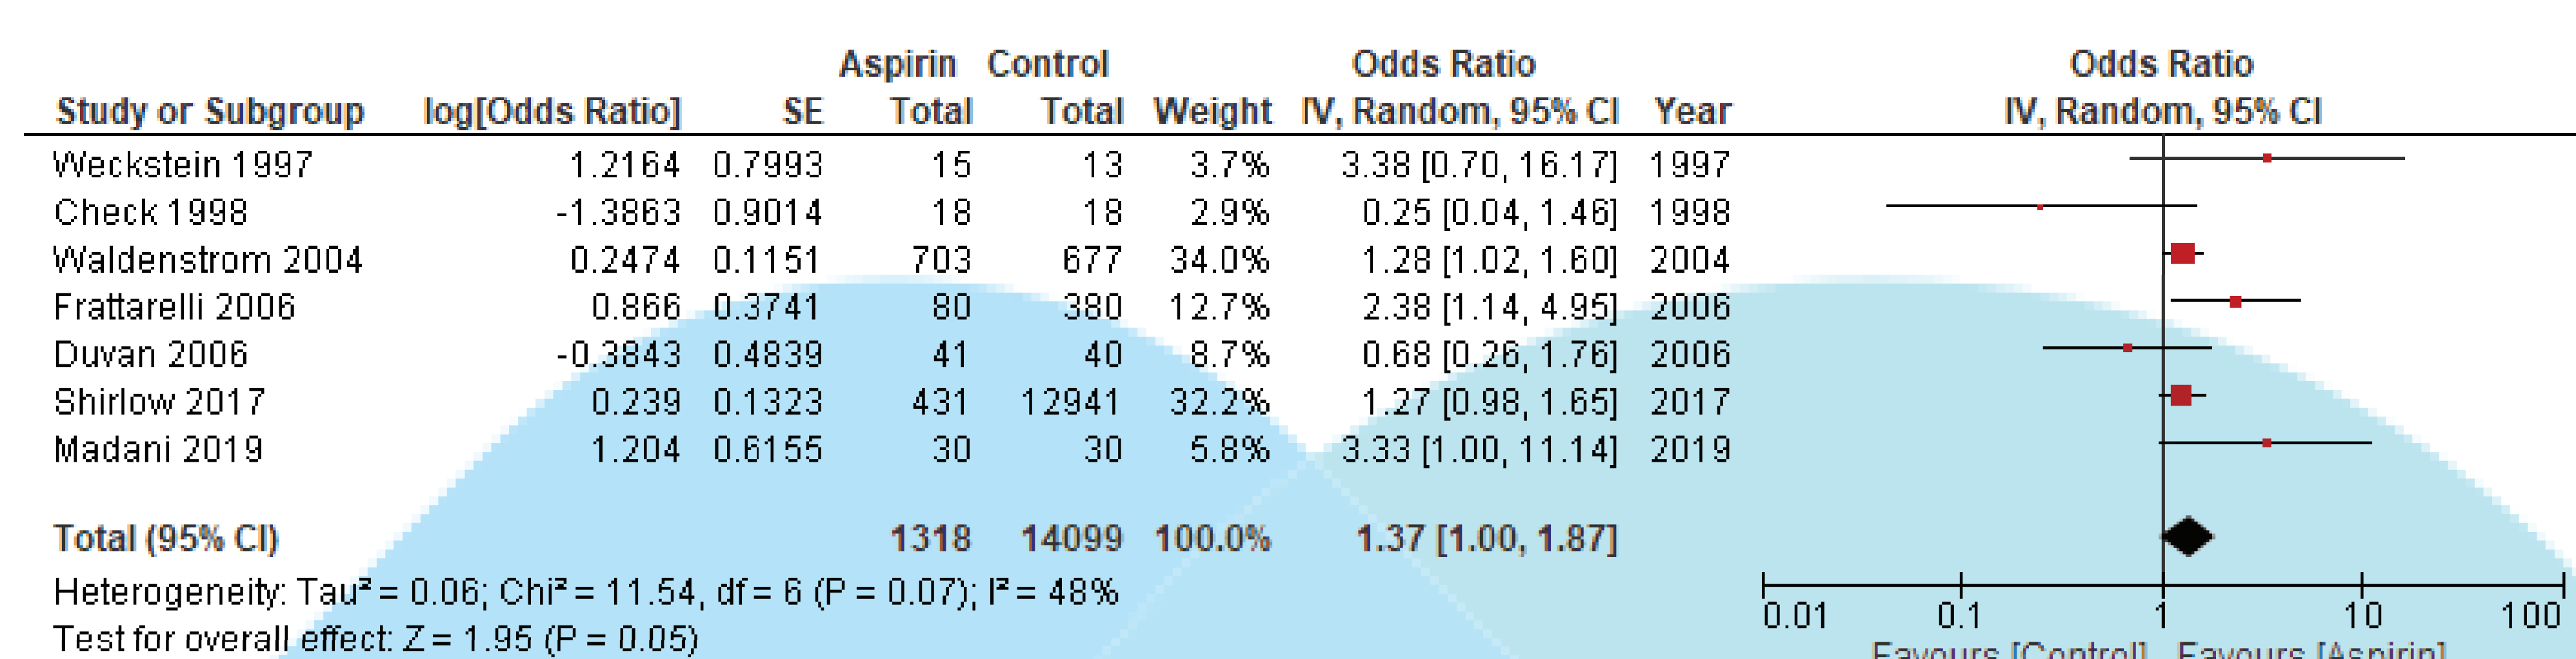 Aspirin Control Odds Ratio Odds Ratio
Study or Subgroup log[Odds Ratio] SE Total Total Weight IV, Random, 95% CI Year IV, Random, 95% CI
Weckstein 1997 1.2164 0.7993 15 13 3.7% 3.38 [0.70, 16.17] 1997
Check 1998 -1.3863 0.9014 18 18 2.9% 0.25 [0.04, 1.46] 1998
Waldenstrom 2004 0.2474 0.1151 703 677 34.0% 1.28 [1.02, 1.60] 2004
Frattarelli 2006 0.866 0.3741 80 380 12.7% 2.38 [1.14, 4.95] 2006
Duvan 2006 -0.3843 0.4839 41 40 8.7% 0.68 [0.26, 1.76] 2006
Shirlow 2017 0.239 0.1323 431 12941 32.2% 1.27 [0.98, 1.65] 2017
Madani 2019 1.204 0.6155 30 30 5.8% 3.33 [1.00, 11.14] 2019
Total (95% CI) 1318 14099 100.0% 1.37 [1.00, 1.87]
Heterogeneity: Tau² = 0.06; Chi² = 11.54, df = 6 (P = 0.07); I² = 48%
Test for overall effect: Z = 1.95 (P = 0.05)
0.01 0.1 1 10 100
Favours [Control] Favours [Aspirin]